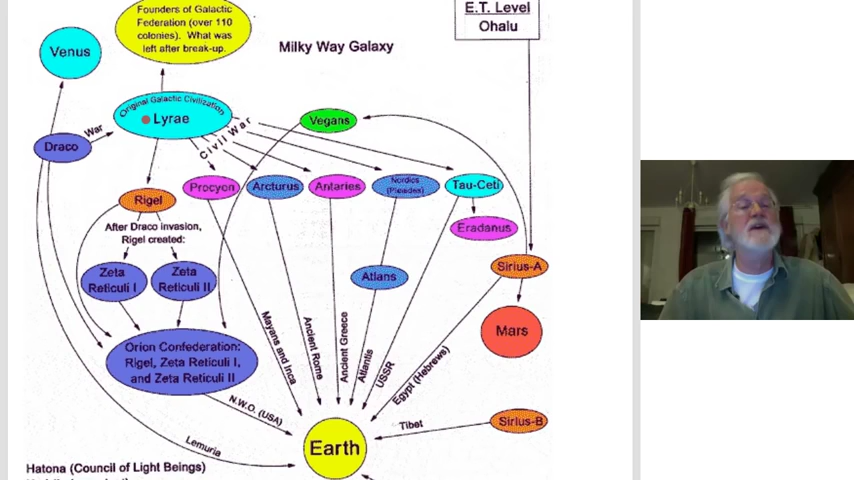 Founders of Galactic
Federation (over 110
colonies). What was
left after break-up.
E.T. Level
Ohalu
Venus
Milky Way Galaxy
Original Galactic Civilization
Lyrae
War
Civil War
Vegans
Draco
Rigel
Procyon
Arcturus
Antaries
Nordics
(Pleiades)
Tau-Ceti
Eradanus
After Draco invasion,
Rigel created:
Zeta
Reticuli I
Zeta
Reticuli II
Atlans
Sirius-A
Mars
Orion Confederation:
Rigel, Zeta Reticuli I,
and Zeta Reticuli II
Mayans and Inca
Ancient Rome
Ancient Greece
Atlantis
USSR
Egypt (Hebrews)
N.W.O. (USA)
Lemuria
Tibet
Sirius-B
Earth
Hatona (Council of Light Beings)